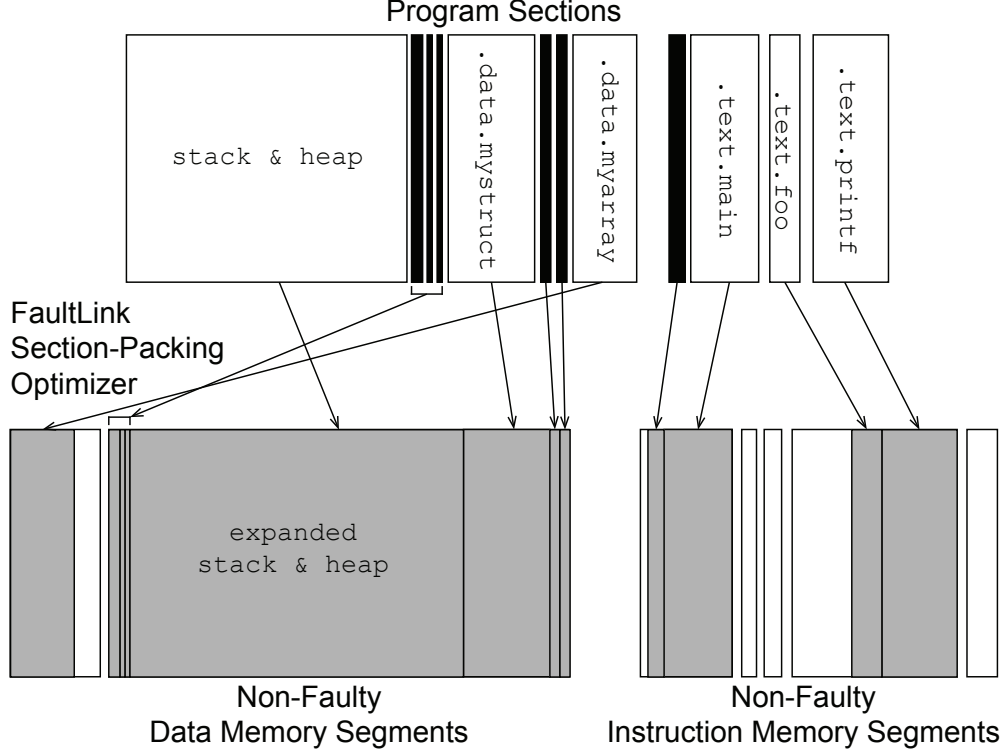 Program Sections
stack & heap
.data.mystruct
.data.myarray
.text.main
.text.foo
.text.printf
FaultLink
Section-Packing
Optimizer
expanded
stack & heap
Non-Faulty
Data Memory Segments
Non-Faulty
Instruction Memory Segments